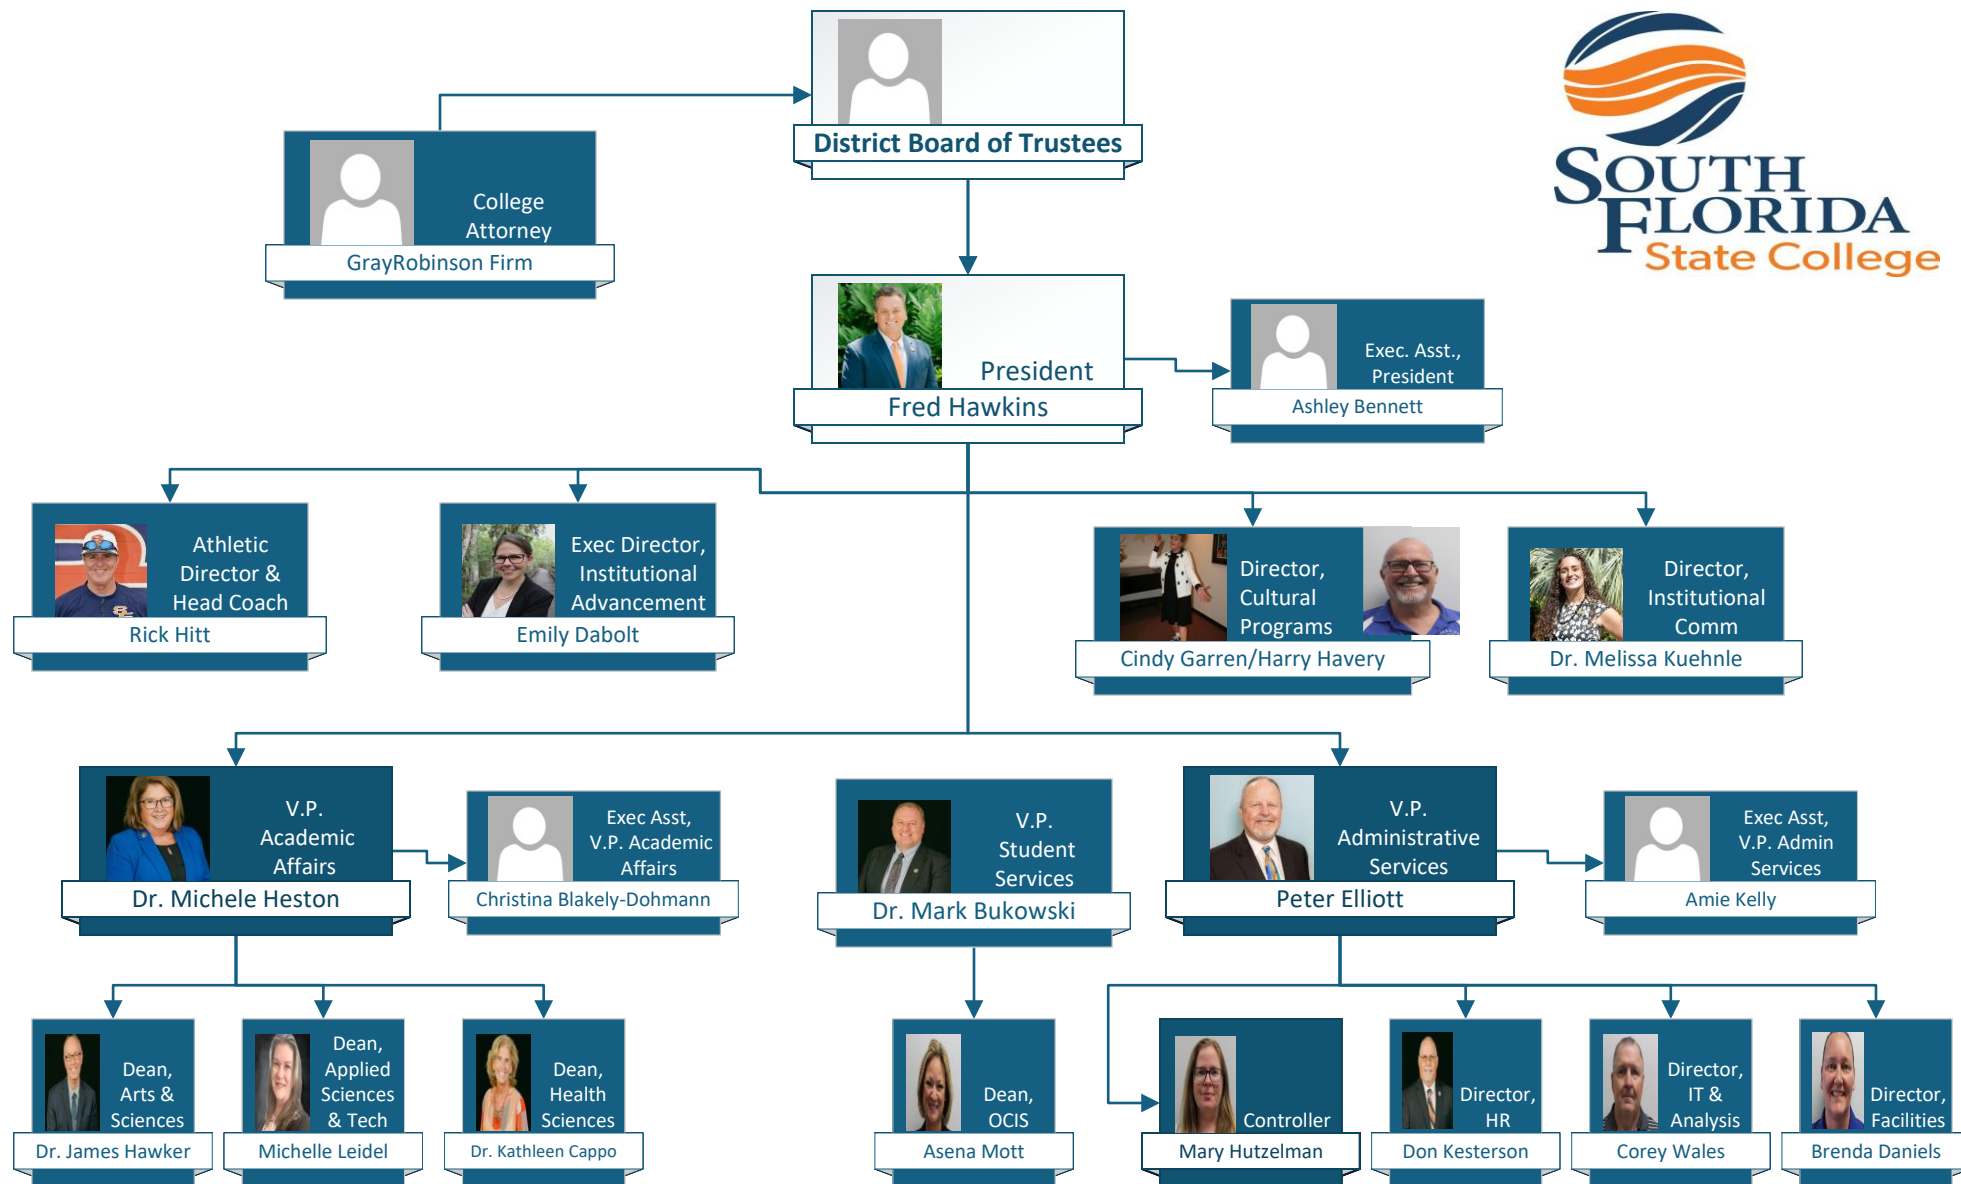 District Board of Trustees
SOUTH
FLORIDA
State College
College
Attorney
GrayRobinson Firm
President
Fred Hawkins
Exec. Asst.,
President
Ashley Bennett
Athletic
Director &
Head Coach
Rick Hitt
Exec Director,
Institutional
Advancement
Emily Dabolt
Director,
Cultural
Programs
Cindy Garren/Harry Havery
Director,
Institutional
Comm
Dr. Melissa Kuehnle
V.P.
Academic
Affairs
Dr. Michele Heston
Exec Asst,
V.P. Academic
Affairs
Christina Blakely-Dohmann
V.P.
Student
Services
Dr. Mark Bukowski
V.P.
Administrative
Services
Peter Elliott
Exec Asst,
V.P. Admin
Services
Amie Kelly
Dean,
Arts &
Sciences
Dr. James Hawker
Dean,
Applied
Sciences
& Tech
Michelle Leidel
Dean,
Health
Sciences
Dr. Kathleen Cappo
Dean,
OCIS
Asena Mott
Controller
Mary Hutzelman
Director,
HR
Don Kesterson
Director,
IT &
Analysis
Corey Wales
Director,
Facilities
Brenda Daniels